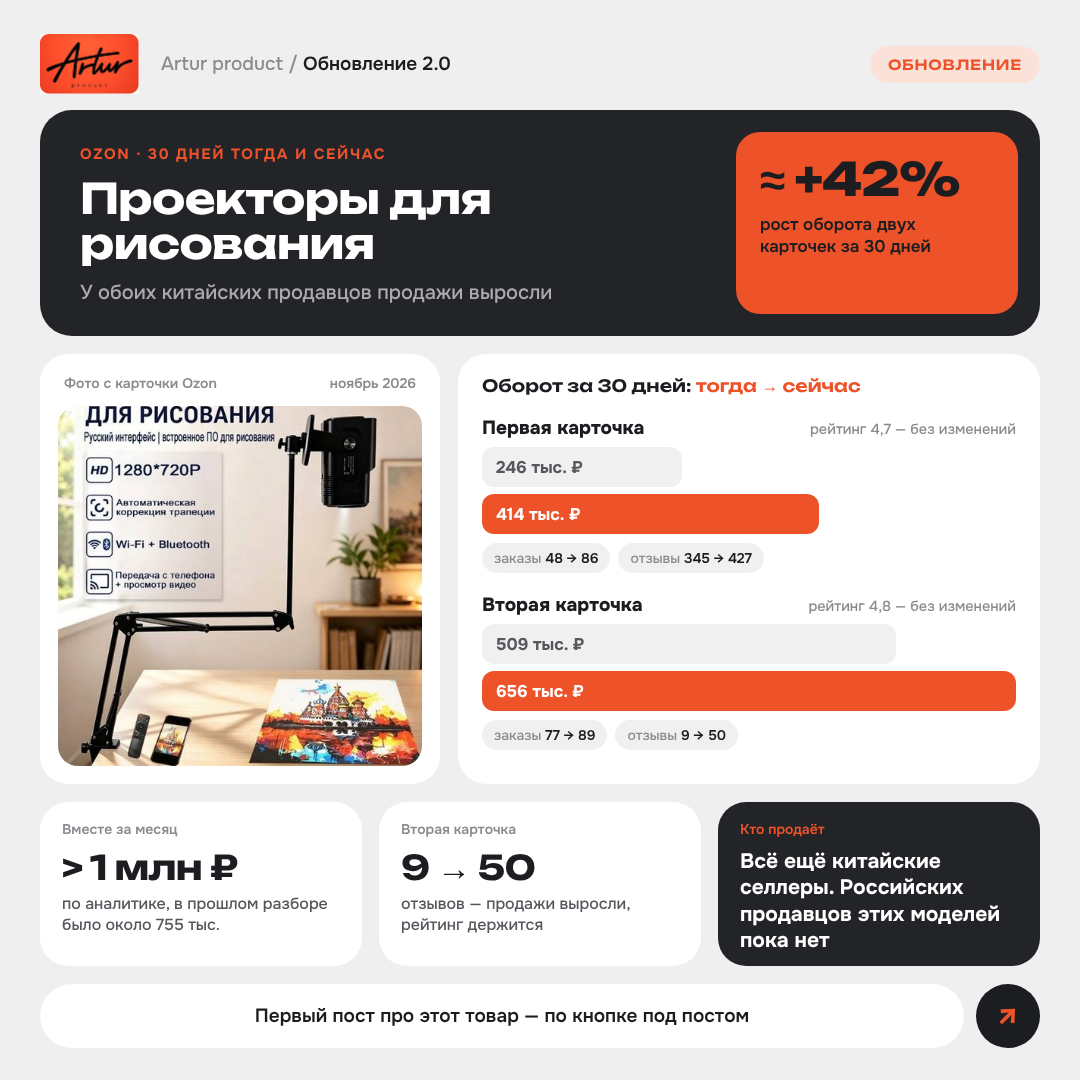 Artur
product
Artur product / Обновление 2.0
ОБНОВЛЕНИЕ
OZON · 30 ДНЕЙ ТОГДА И СЕЙЧАС
Проекторы для
рисования
У обоих китайских продавцов продажи выросли
≈ +42%
рост оборота двух
карточек за 30 дней
Фото с карточки Ozon
ноябрь 2026
ДЛЯ РИСОВАНИЯ
Русский интерфейс | встроенное ПО для рисования
HD 1280*720P
Автоматическая
коррекция трапеции
Wi-Fi + Bluetooth
Передача с телефона
+ просмотр видео
Оборот за 30 дней: тогда → сейчас
Первая карточка
рейтинг 4,7 — без изменений
246 тыс. ₽
414 тыс. ₽
заказы 48 → 86
отзывы 345 → 427
Вторая карточка
рейтинг 4,8 — без изменений
509 тыс. ₽
656 тыс. ₽
заказы 77 → 89
отзывы 9 → 50
Вместе за месяц
> 1 млн ₽
по аналитике, в прошлом разборе
было около 755 тыс.
Вторая карточка
9 → 50
отзывов — продажи выросли,
рейтинг держится
Кто продаёт
Всё ещё китайские
селлеры. Российских
продавцов этих моделей
пока нет
Первый пост про этот товар — по кнопке под постом